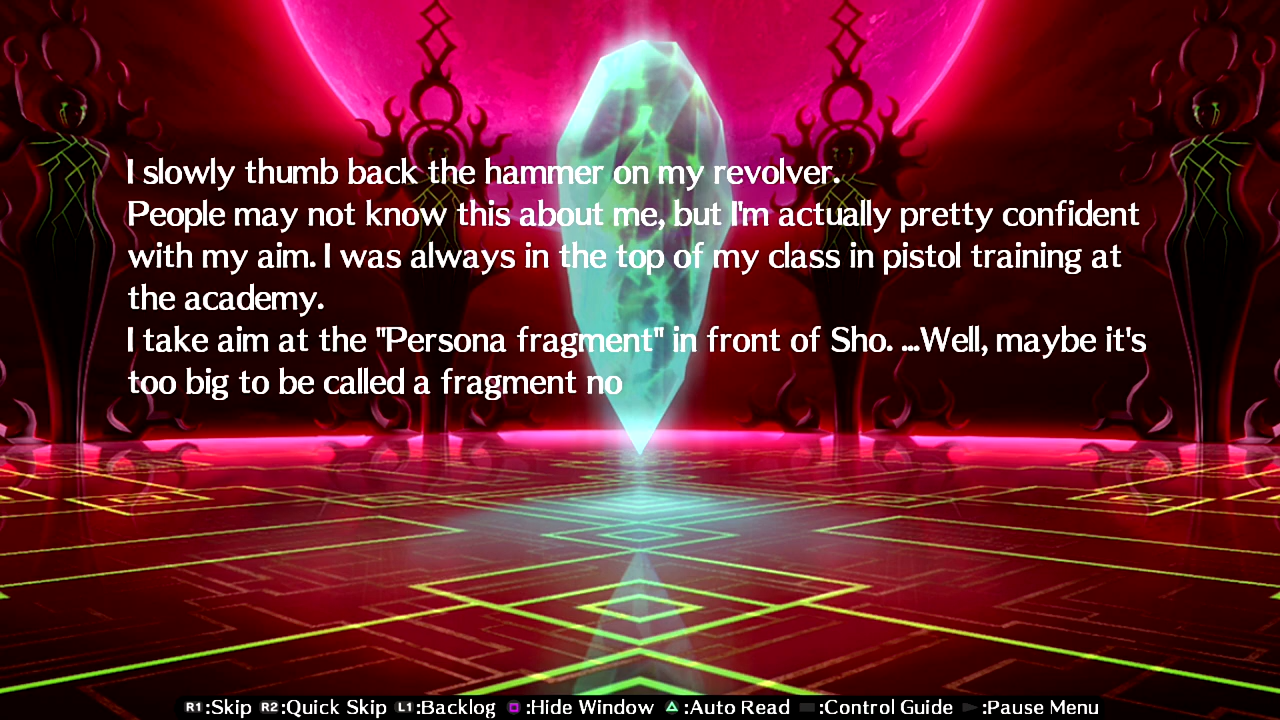 I slowly thumb back the hammer on my revolver.
People may not know this about me, but I'm actually pretty confident
with my aim. I was always in the top of my class in pistol training at
the academy.
I take aim at the "Persona fragment" in front of Sho. ...Well, maybe it's
too big to be called a fragment no
R1:Skip R2:Quick Skip L1:Backlog :Hide Window :Auto Read :Control Guide :Pause Menu